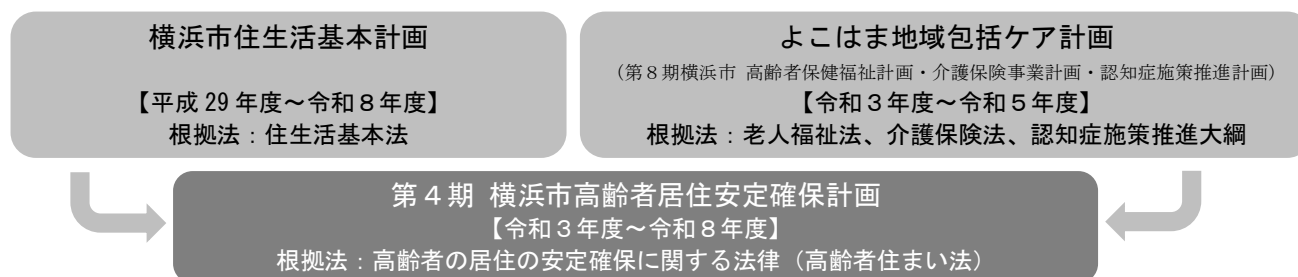 横浜市住生活基本計画
【平成 29 年度~令和８年度】
根拠法：住生活基本法
よこはま地域包括ケア計画
（第８期横浜市 高齢者保健福祉計画・介護保険事業計画・認知症施策推進計画）
【令和３年度~令和５年度】
根拠法：老人福祉法、介護保険法、認知症施策推進大綱
第４期 横浜市高齢者居住安定確保計画
【令和３年度~令和８年度】
根拠法：高齢者の居住の安定確保に関する法律（高齢者住まい法）